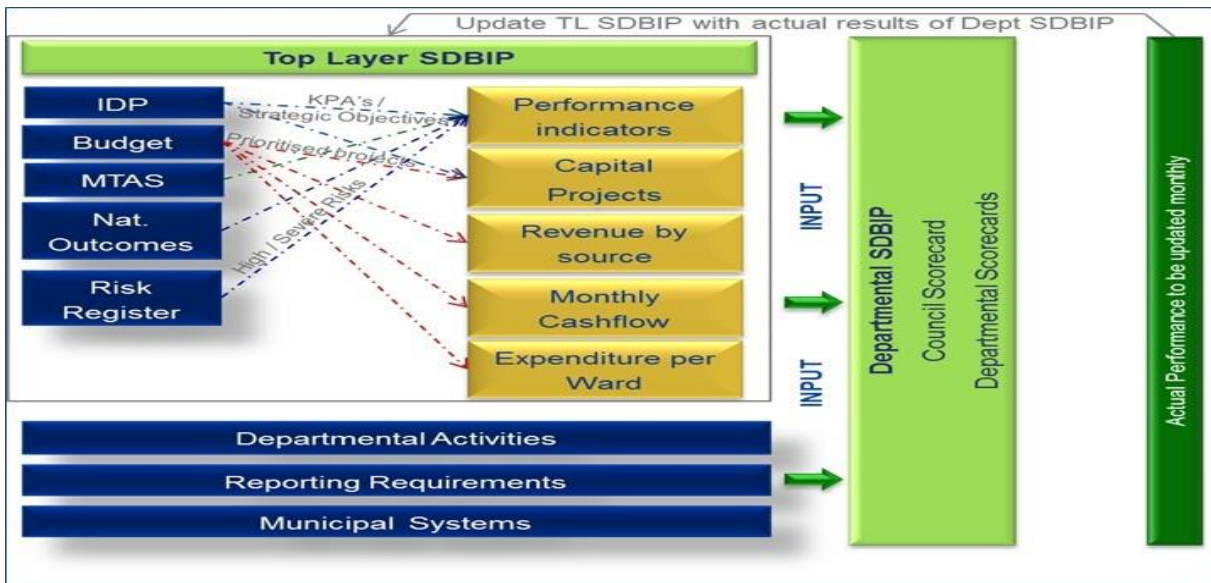 Update TL SDBIP with actual results of Dept SDBIP
Top Layer SDBIP
IDP
Budget
MTAS
Nat.
Outcomes
Risk
Register
KPA's /
Strategic Objectives
Prioritised projects
High / Severe Risks
Performance
indicators
Capital
Projects
Revenue by
source
Monthly
Cashflow
Expenditure per
Ward
INPUT
INPUT
Departmental SDBIP
Council Scorecard
Departmental Scorecards
Actual Performance to be updated monthly
Departmental Activities
Reporting Requirements
Municipal Systems